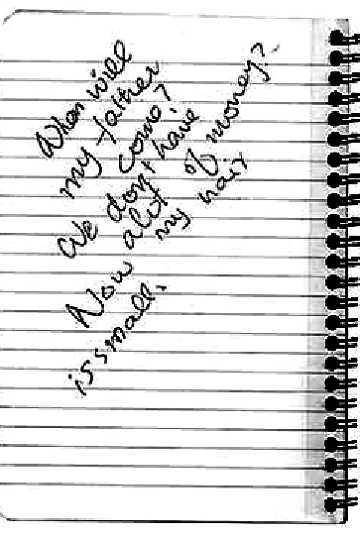 When will
my father
come?
We don't have
alot of money?
Now my hair
is small.